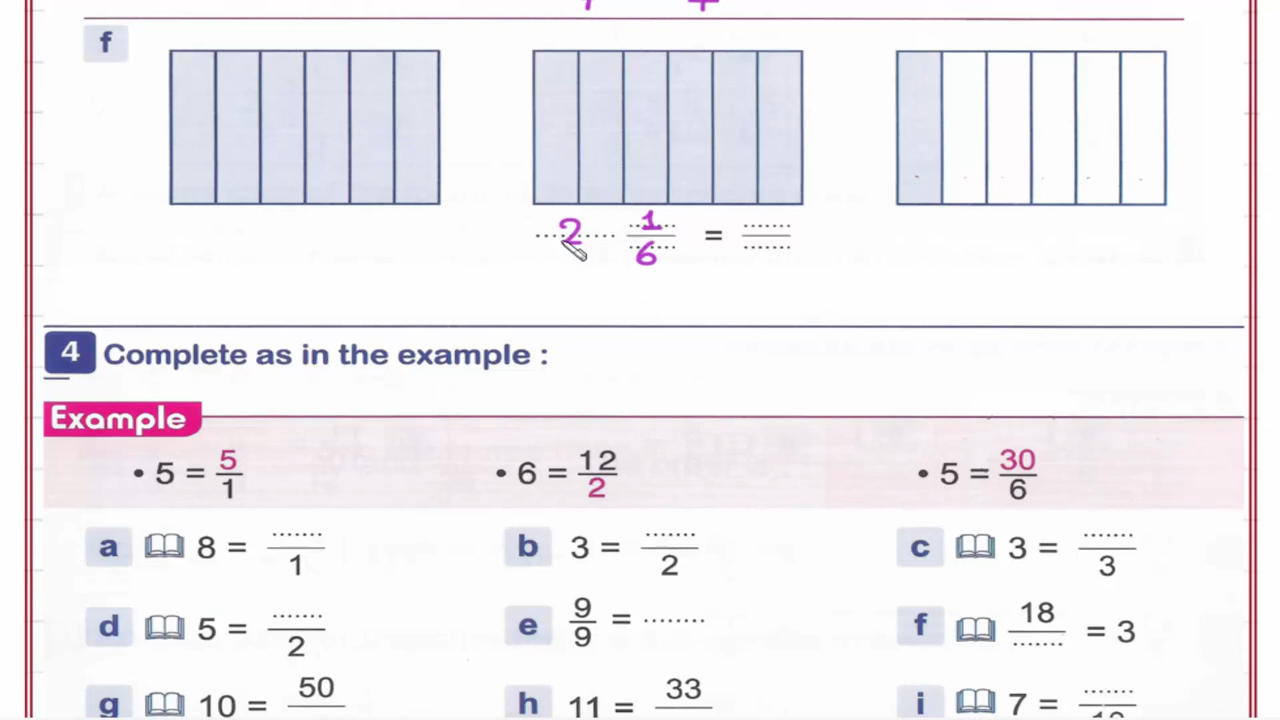 f
2 1/6 = ....../......
4 Complete as in the example :
Example
• 5 = 5/1 • 6 = 12/2 • 5 = 30/6
a 8 = ....../1 b 3 = ....../2 c 3 = ....../3
d 5 = ....../2 e 9/9 = ........ f 18/...... = 3
g 10 = 50/ h 11 = 33/ i 7 = ....../